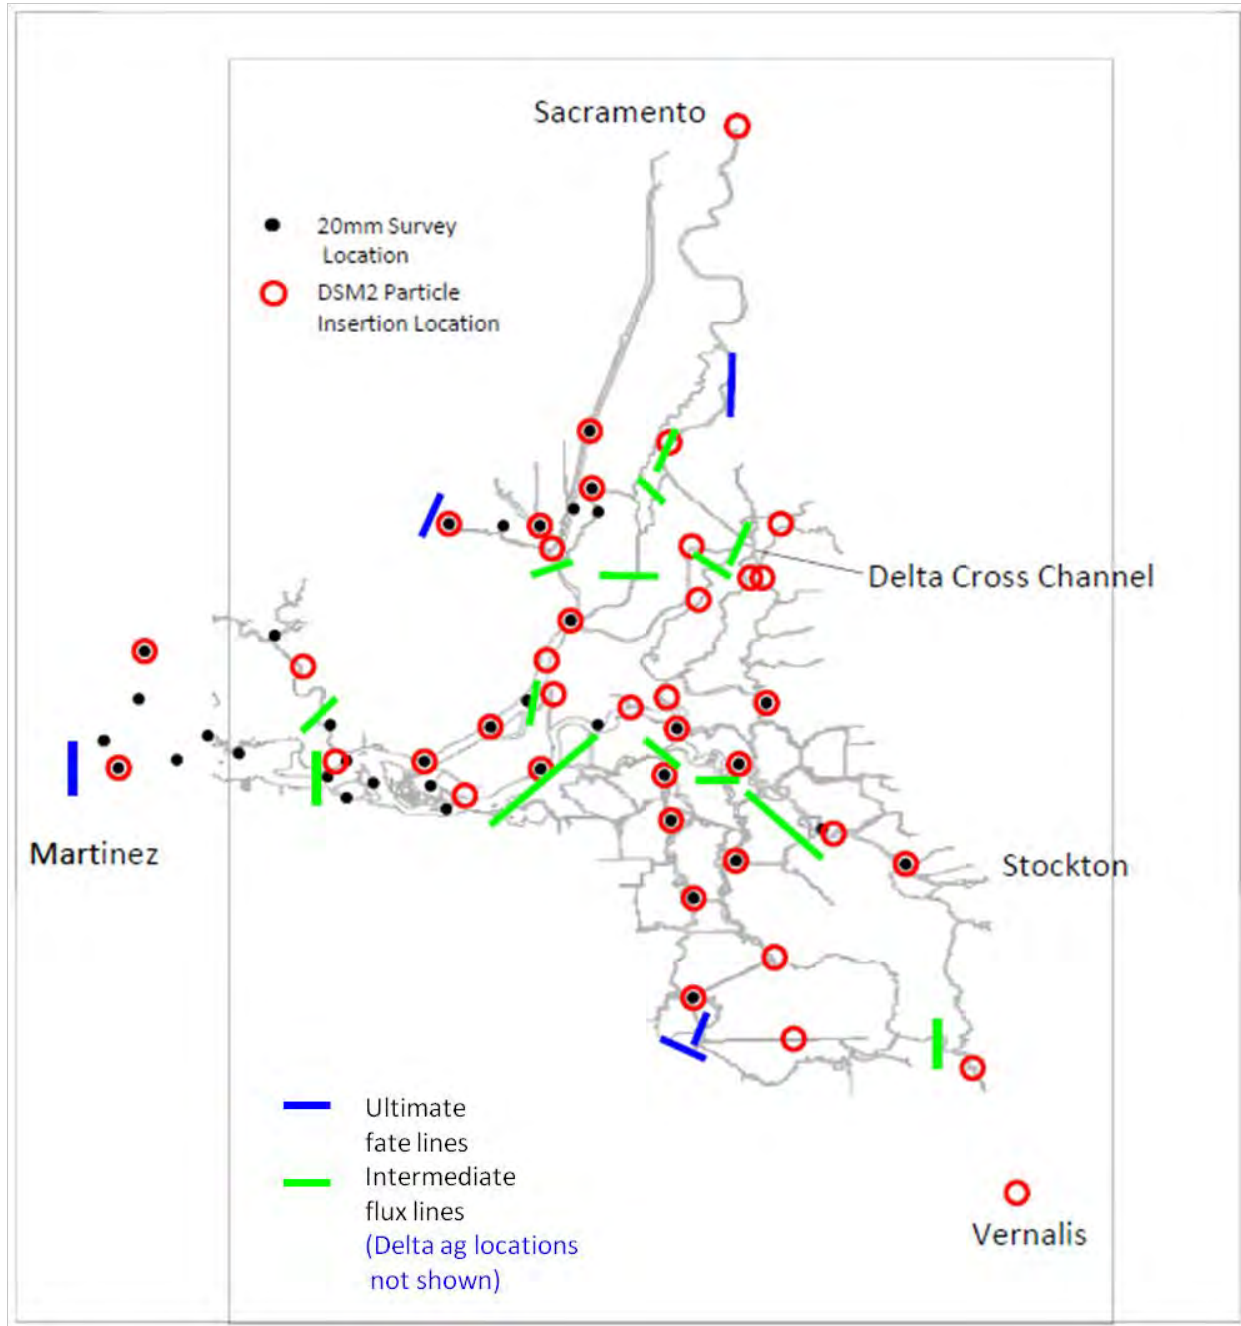 Sacramento
20mm Survey
Location
DSM2 Particle
Insertion Location
Delta Cross Channel
Martinez
Stockton
Ultimate
fate lines
Intermediate
flux lines
(Delta ag locations
not shown)
Vernalis